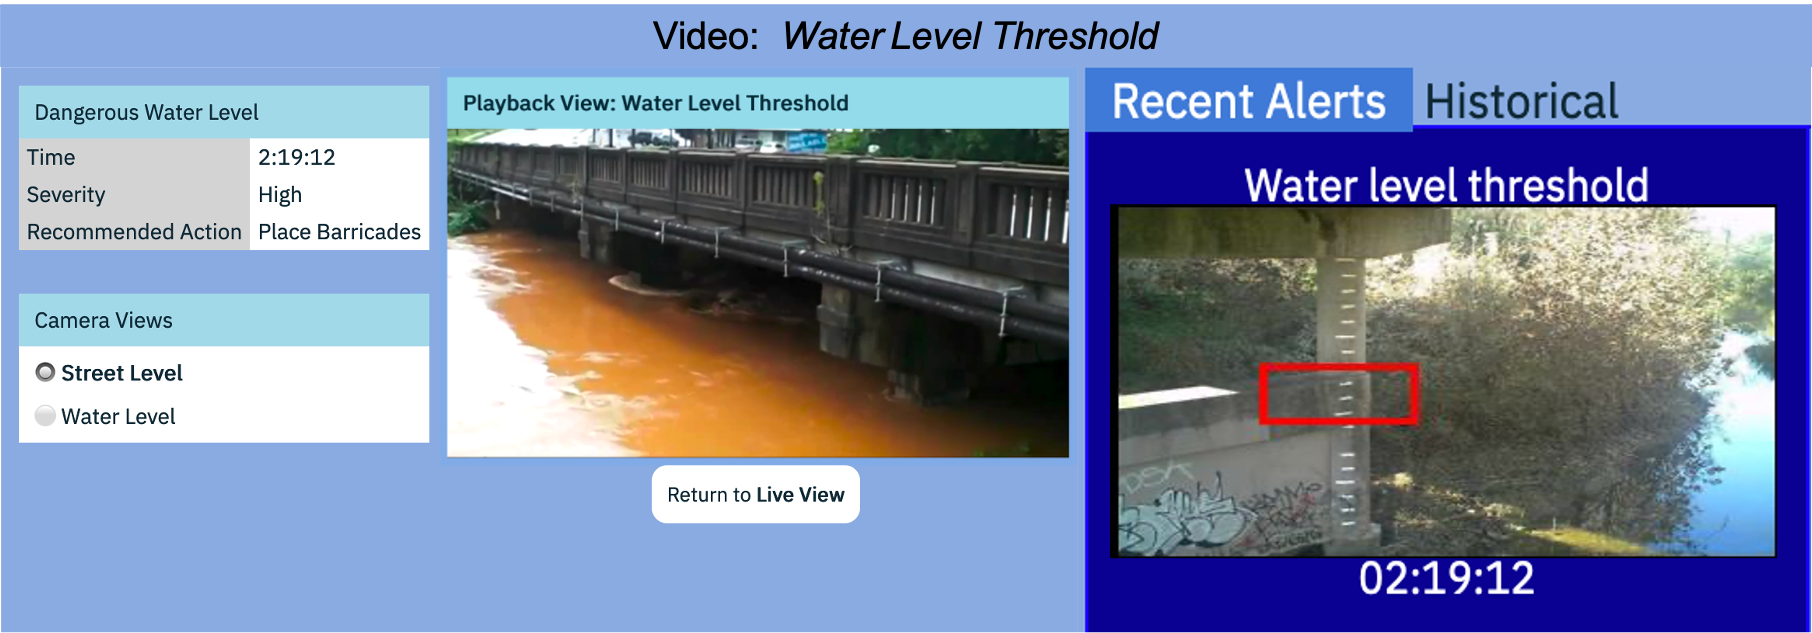 Video: Water Level Threshold
Dangerous Water Level
Time 2:19:12
Severity High
Recommended Action Place Barricades
Camera Views
Street Level
Water Level
Playback View: Water Level Threshold
Return to Live View
Recent Alerts Historical
Water level threshold
02:19:12